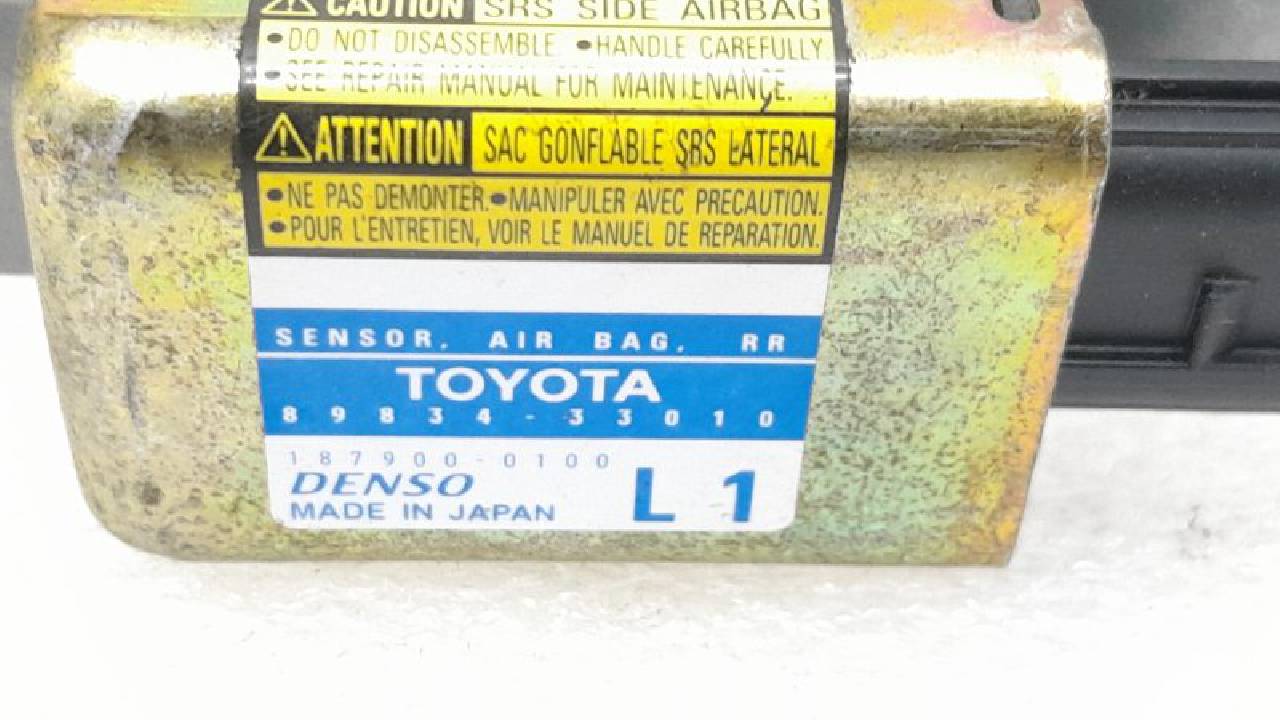 CAUTION SRS SIDE AIRBAG
•DO NOT DISASSEMBLE. •HANDLE CAREFULLY.
•SEE REPAIR MANUAL FOR MAINTENANCE.
ATTENTION SAC GONFLABLE SRS LATERAL
•NE PAS DEMONTER.•MANIPULER AVEC PRECAUTION.
•POUR L'ENTRETIEN, VOIR LE MANUEL DE REPARATION.
SENSOR, AIR BAG, RR
TOYOTA
89834-33010
187900-0100
DENSO L1
MADE IN JAPAN